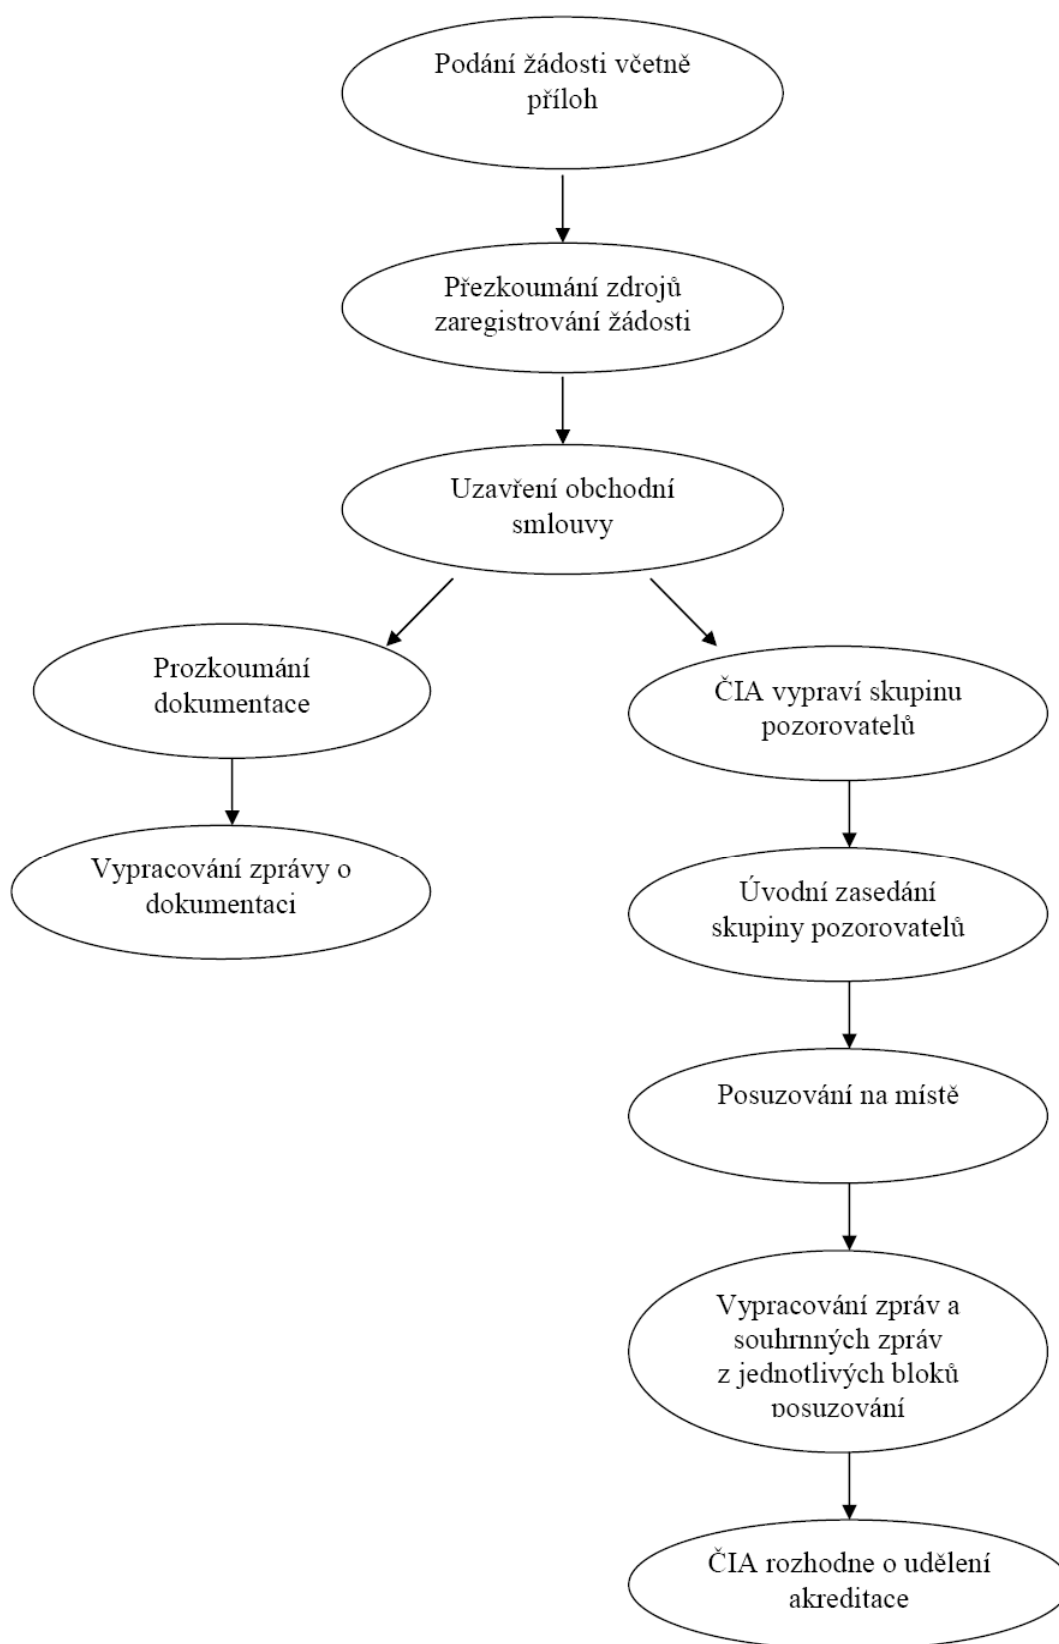 Podání žádosti včetně
příloh
Přezkoumání zdrojů
zaregistrování žádosti
Uzavření obchodní
smlouvy
Prozkoumání
dokumentace
Vypracování zprávy o
dokumentaci
ČIA vypraví skupinu
pozorovatelů
Úvodní zasedání
skupiny pozorovatelů
Posuzování na místě
Vypracování zpráv a
souhrnných zpráv
z jednotlivých bloků
posuzování
ČIA rozhodne o udělení
akreditace